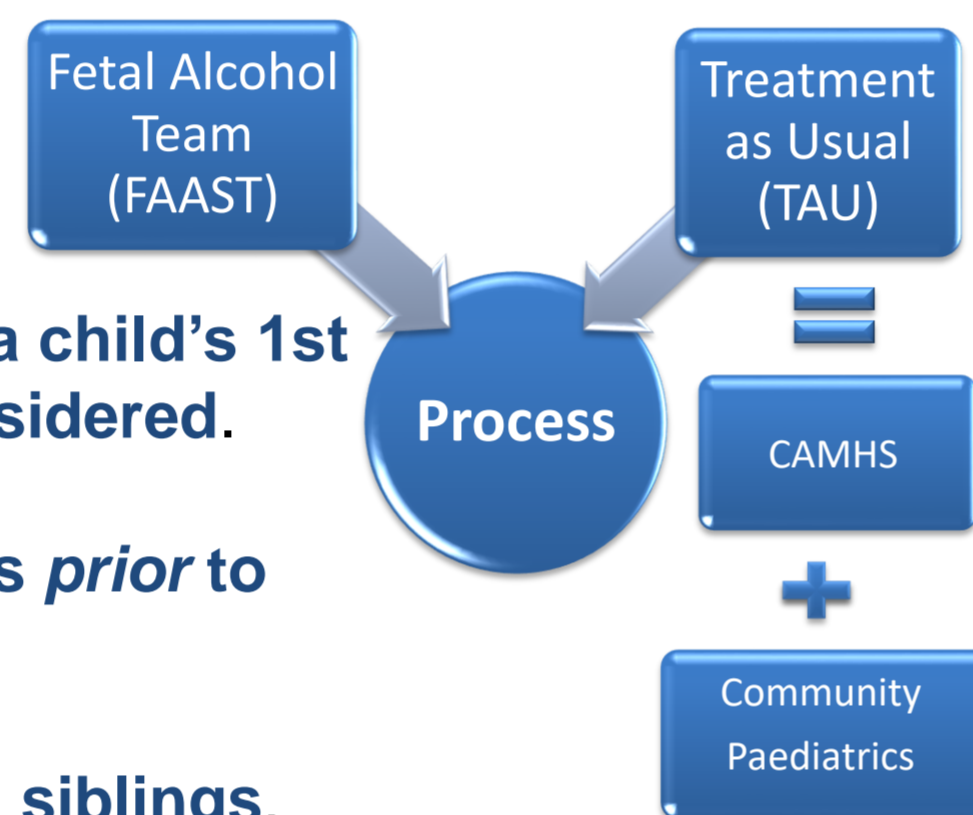 Fetal Alcohol
Team
(FAAST)
Treatment
as Usual
(TAU)
a child's 1st
sidered.
s prior to
siblings.
Process
=
CAMHS
+
Community
Paediatrics